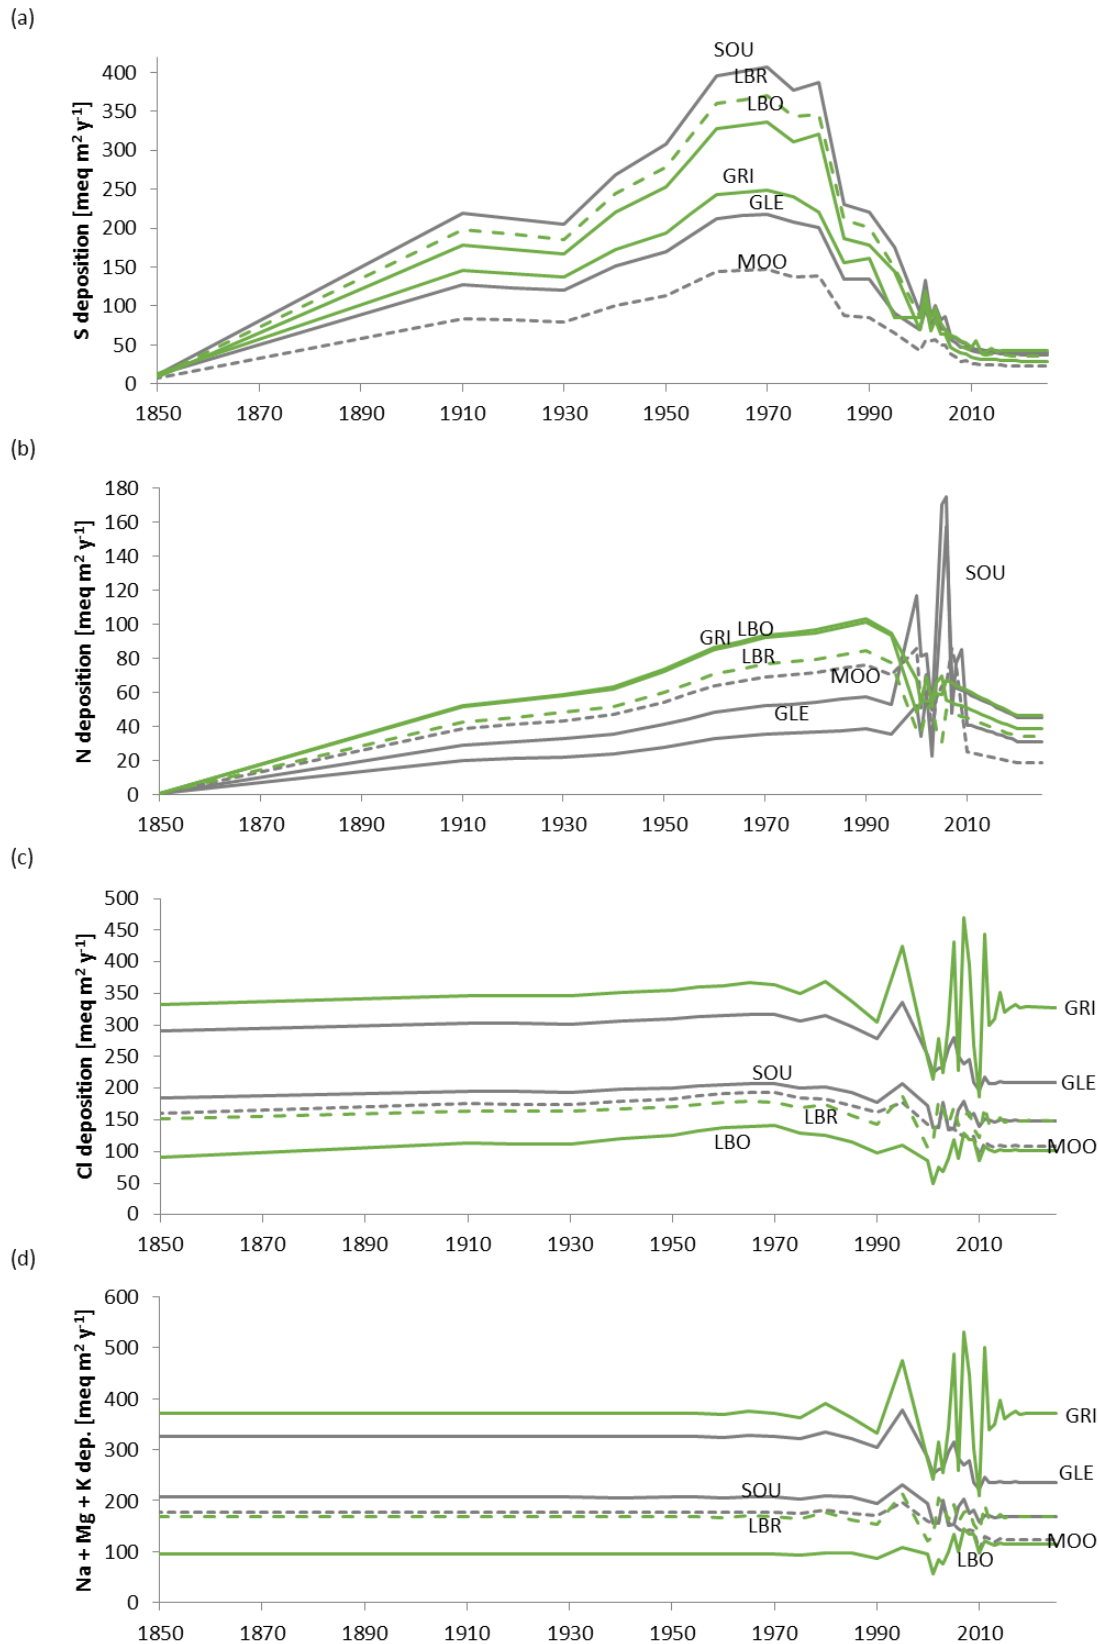 (a)
S deposition [meq m² y⁻¹]
400
350
300
250
200
150
100
50
0
SOU
LBR
LBO
GRI
GLE
MOO
1850 1870 1890 1910 1930 1950 1970 1990 2010
(b)
N deposition [meq m² y⁻¹]
180
160
140
120
100
80
60
40
20
0
SOU
LBO
GRI
LBR
MOO
GLE
1850 1870 1890 1910 1930 1950 1970 1990 2010
(c)
Cl deposition [meq m² y⁻¹]
500
450
400
350
300
250
200
150
100
50
0
GRI
SOU
GLE
LBR
LBO
MOO
1850 1870 1890 1910 1930 1950 1970 1990 2010
(d)
Na + Mg + K dep. [meq m² y⁻¹]
600
500
400
300
200
100
0
GRI
GLE
SOU
LBR
MOO
LBO
1850 1870 1890 1910 1930 1950 1970 1990 2010